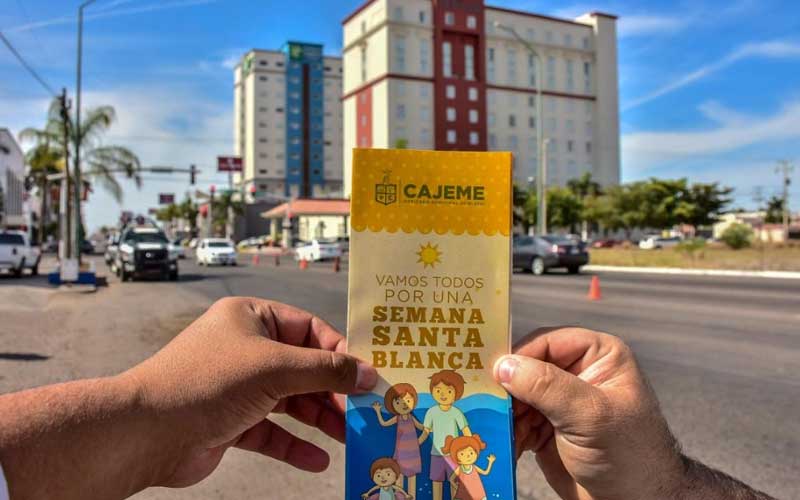 CAJEME
VAMOS TODOS
POR UNA
SEMANA
SANTA
BLANCA